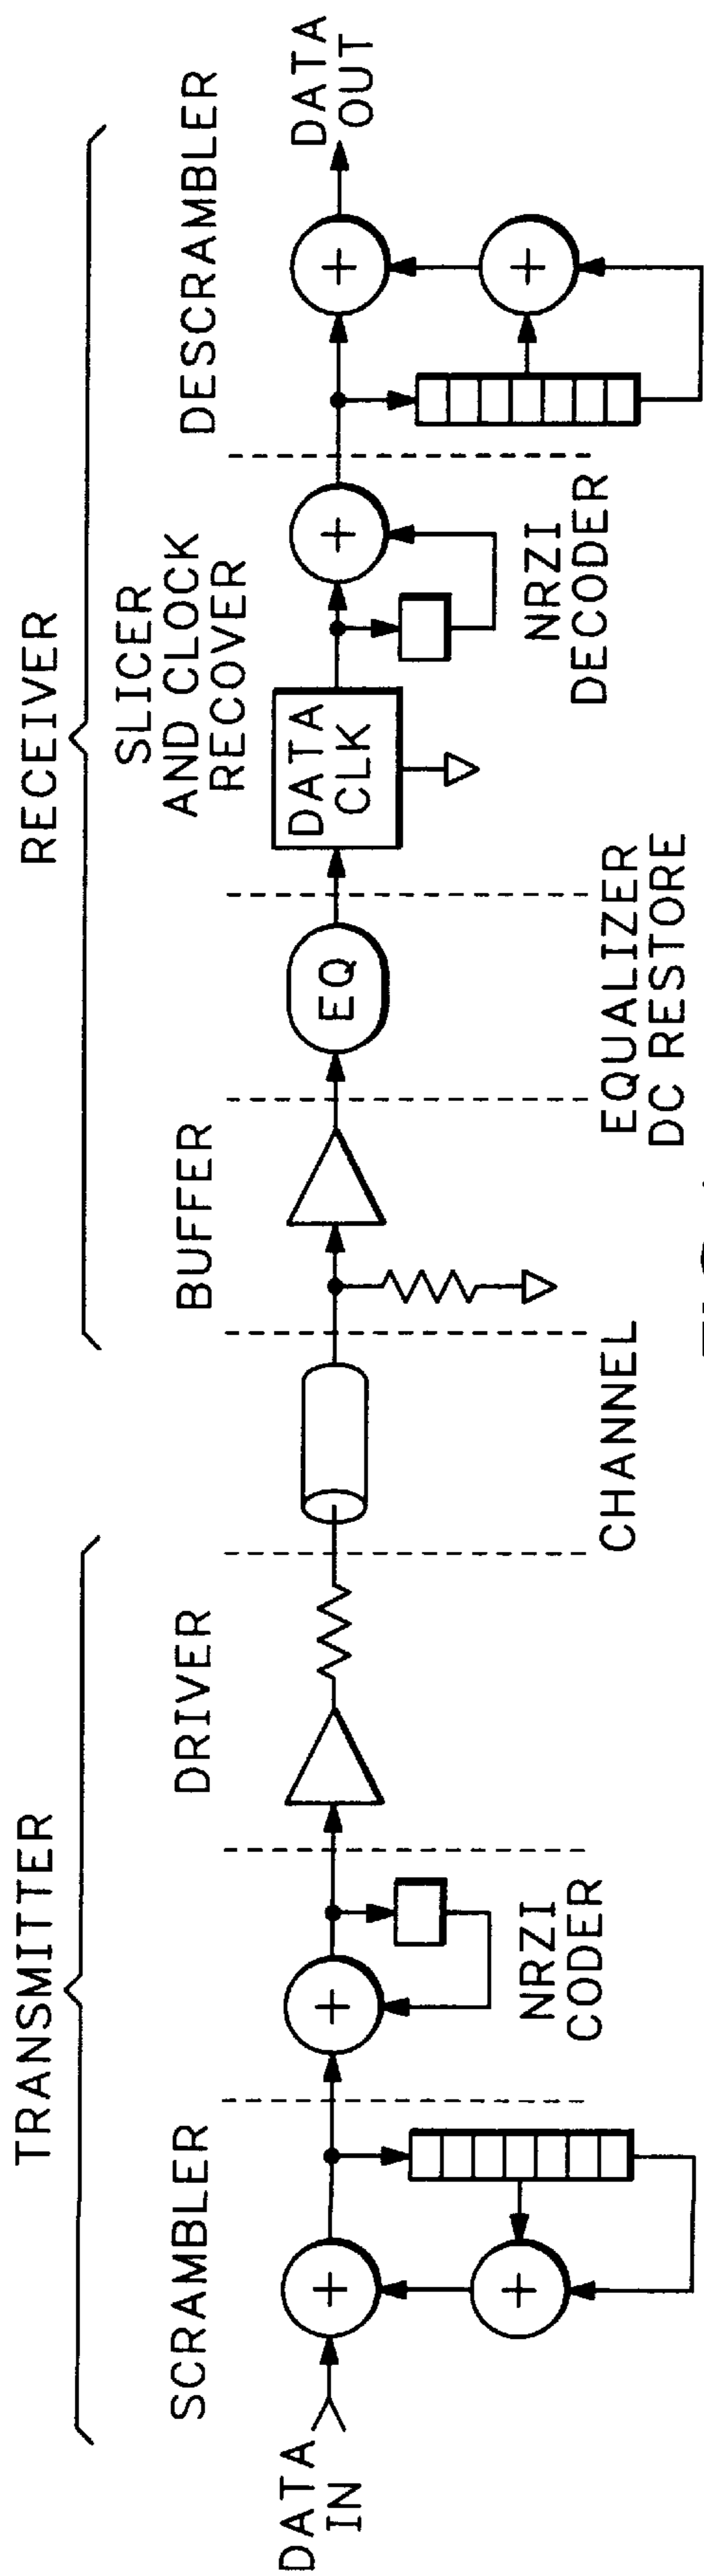 TRANSMITTER
RECEIVER
SCRAMBLER
DRIVER
BUFFER
SLICER
AND CLOCK
RECOVER
DESCRAMBLER
DATA
IN
+
+
+
EQ
DATA
CLK
+
+
+
DATA
OUT
NRZI
CODER
CHANNEL
EQUALIZER
DC RESTORE
NRZI
DECODER